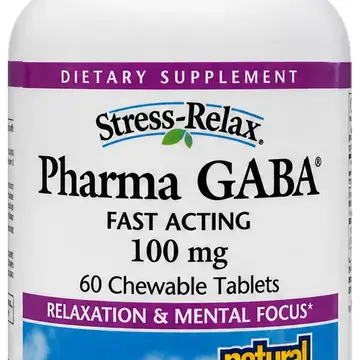 DIETARY SUPPLEMENT
Stress-Relax®
Pharma GABA®
FAST ACTING
100 mg
60 Chewable Tablets
RELAXATION & MENTAL FOCUS*
natural